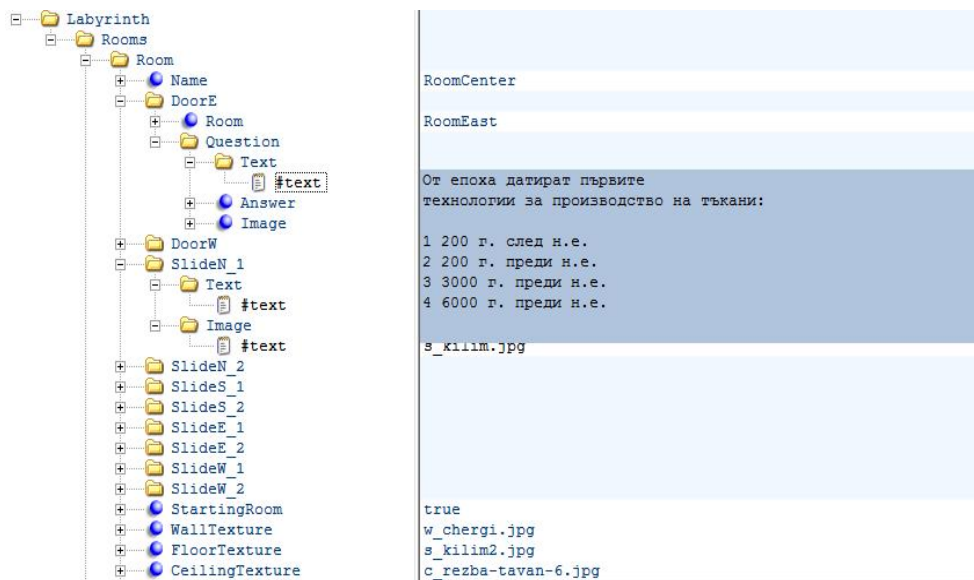 Labyrinth
Rooms
Room
Name RoomCenter
DoorE
Room RoomEast
Question
Text
#text От епоха датират първите
технологии за производство на тъкани:
Answer
Image
1 200 г. след н.е.
DoorW
2 200 г. преди н.е.
SlideN_1
3 3000 г. преди н.е.
Text
4 6000 г. преди н.е.
#text
Image
#text s_kilim.jpg
SlideN_2
SlideS_1
SlideS_2
SlideE_1
SlideE_2
SlideW_1
SlideW_2
StartingRoom true
WallTexture w_chergi.jpg
FloorTexture s_kilim2.jpg
CeilingTexture c_rezba-tavan-6.jpg